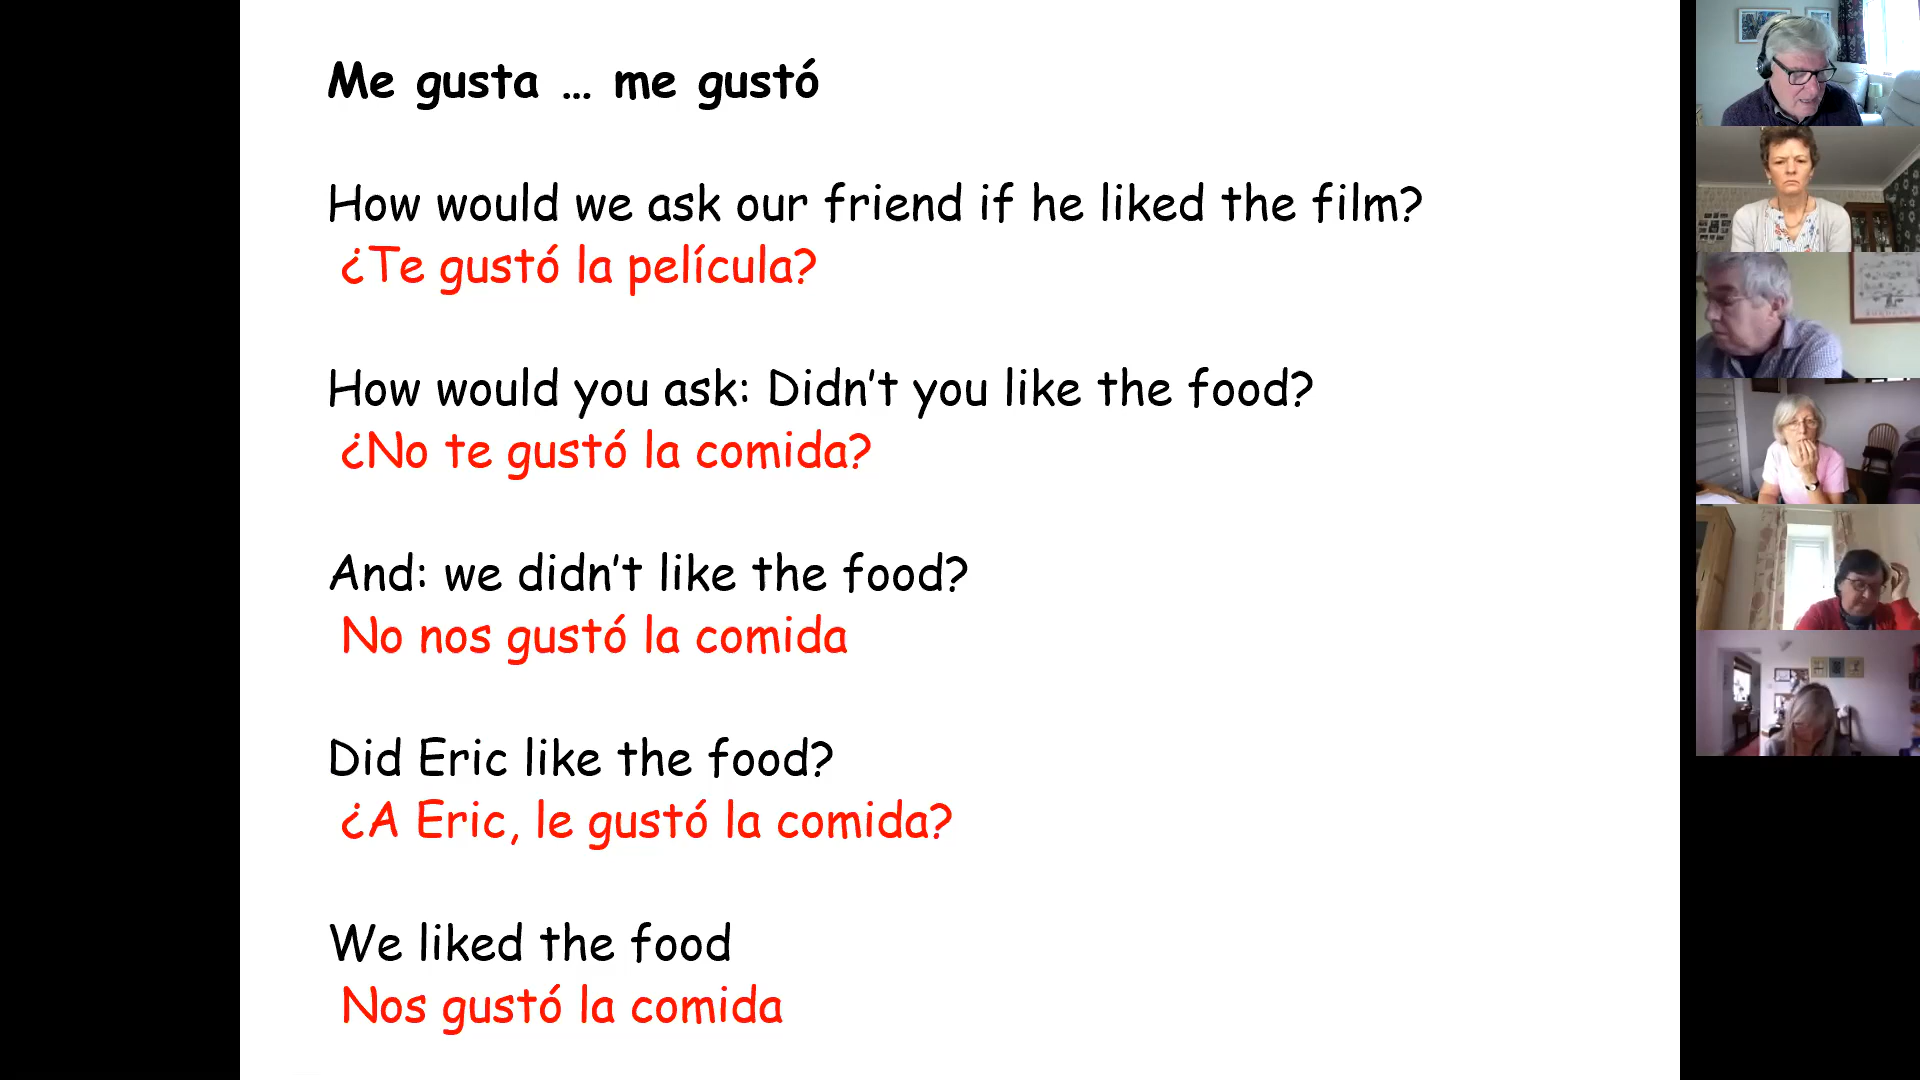 Me gusta … me gustó
How would we ask our friend if he liked the film?
¿Te gustó la película?
How would you ask: Didn’t you like the food?
¿No te gustó la comida?
And: we didn’t like the food?
No nos gustó la comida
Did Eric like the food?
¿A Eric, le gustó la comida?
We liked the food
Nos gustó la comida